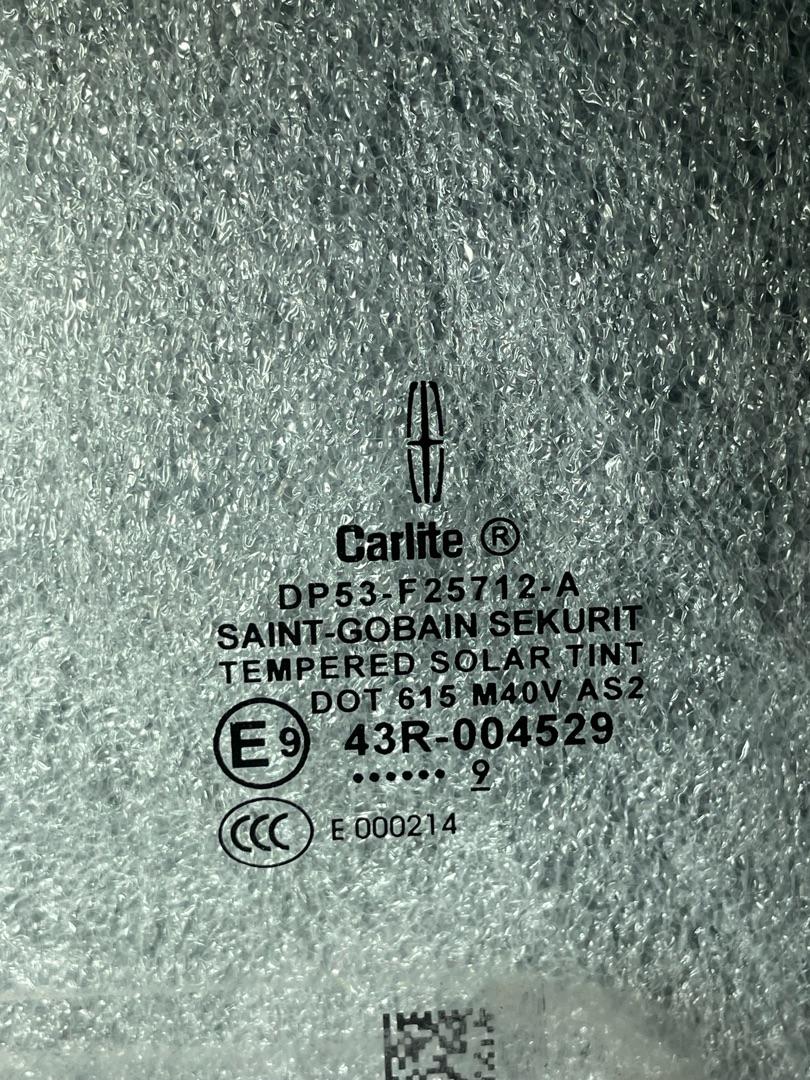 Carlite ®
DP53-F25712-A
SAINT-GOBAIN SEKURIT
TEMPERED SOLAR TINT
DOT 615 M40V AS2
E9 43R-004529
•••••• 9
CCC E 000214